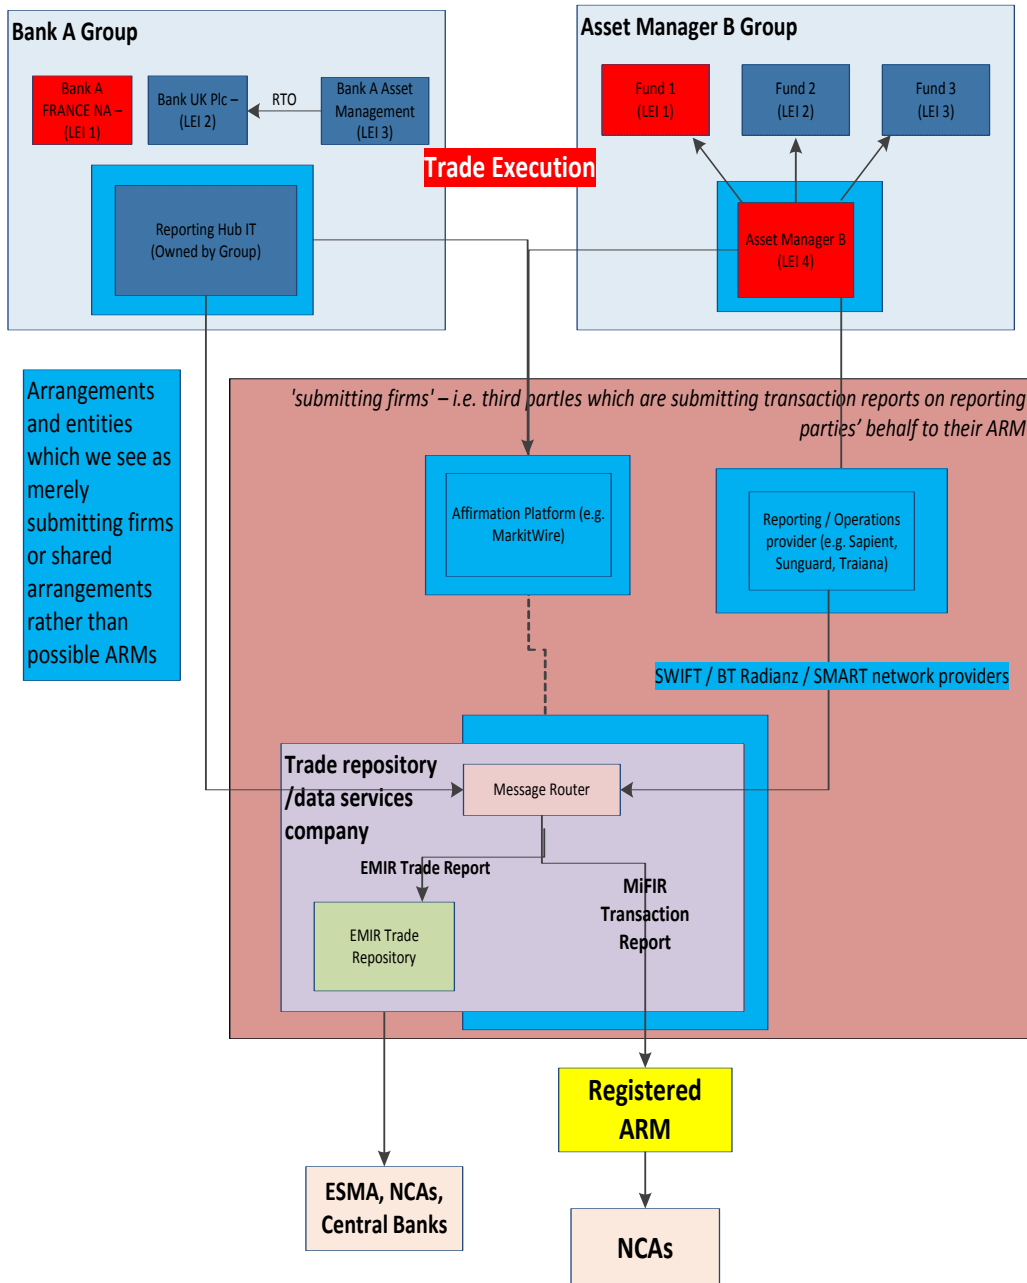 Bank A Group
Bank A
FRANCE NA –
(LEI 1)
Bank UK Plc –
(LEI 2)
RTO
Bank A Asset
Management
(LEI 3)
Reporting Hub IT
(Owned by Group)
Trade Execution
Asset Manager B Group
Fund 1
(LEI 1)
Fund 2
(LEI 2)
Fund 3
(LEI 3)
Asset Manager B
(LEI 4)
Arrangements
and entities
which we see as
merely
submitting firms
or shared
arrangements
rather than
possible ARMs
'submitting firms' – i.e. third partIes which are submitting transaction reports on reporting
parties’ behalf to their ARM
Affirmation Platform (e.g.
MarkitWire)
Reporting / Operations
provider (e.g. Sapient,
Sunguard, Traiana)
SWIFT / BT Radianz / SMART network providers
Trade repository
/data services
company
Message Router
EMIR Trade Report
MiFIR
Transaction
Report
EMIR Trade
Repository
Registered
ARM
ESMA, NCAs,
Central Banks
NCAs